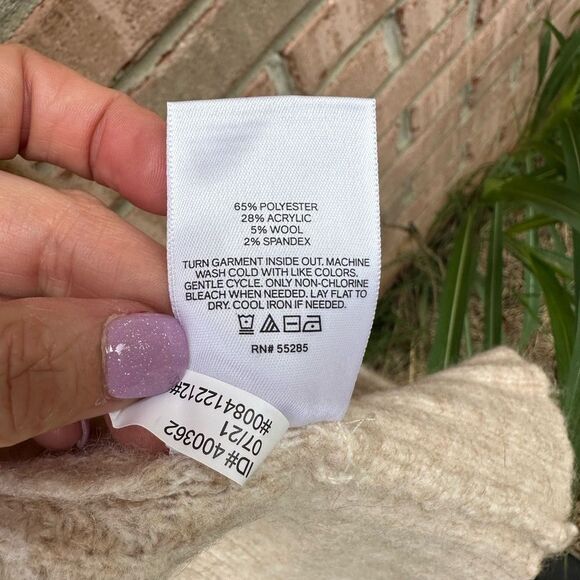 65% POLYESTER
28% ACRYLIC
5% WOOL
2% SPANDEX
TURN GARMENT INSIDE OUT. MACHINE
WASH COLD WITH LIKE COLORS.
GENTLE CYCLE. ONLY NON-CHLORINE
BLEACH WHEN NEEDED. LAY FLAT TO
DRY. COOL IRON IF NEEDED.
RN# 55285
ID# 400362
07/21
#0084122212#